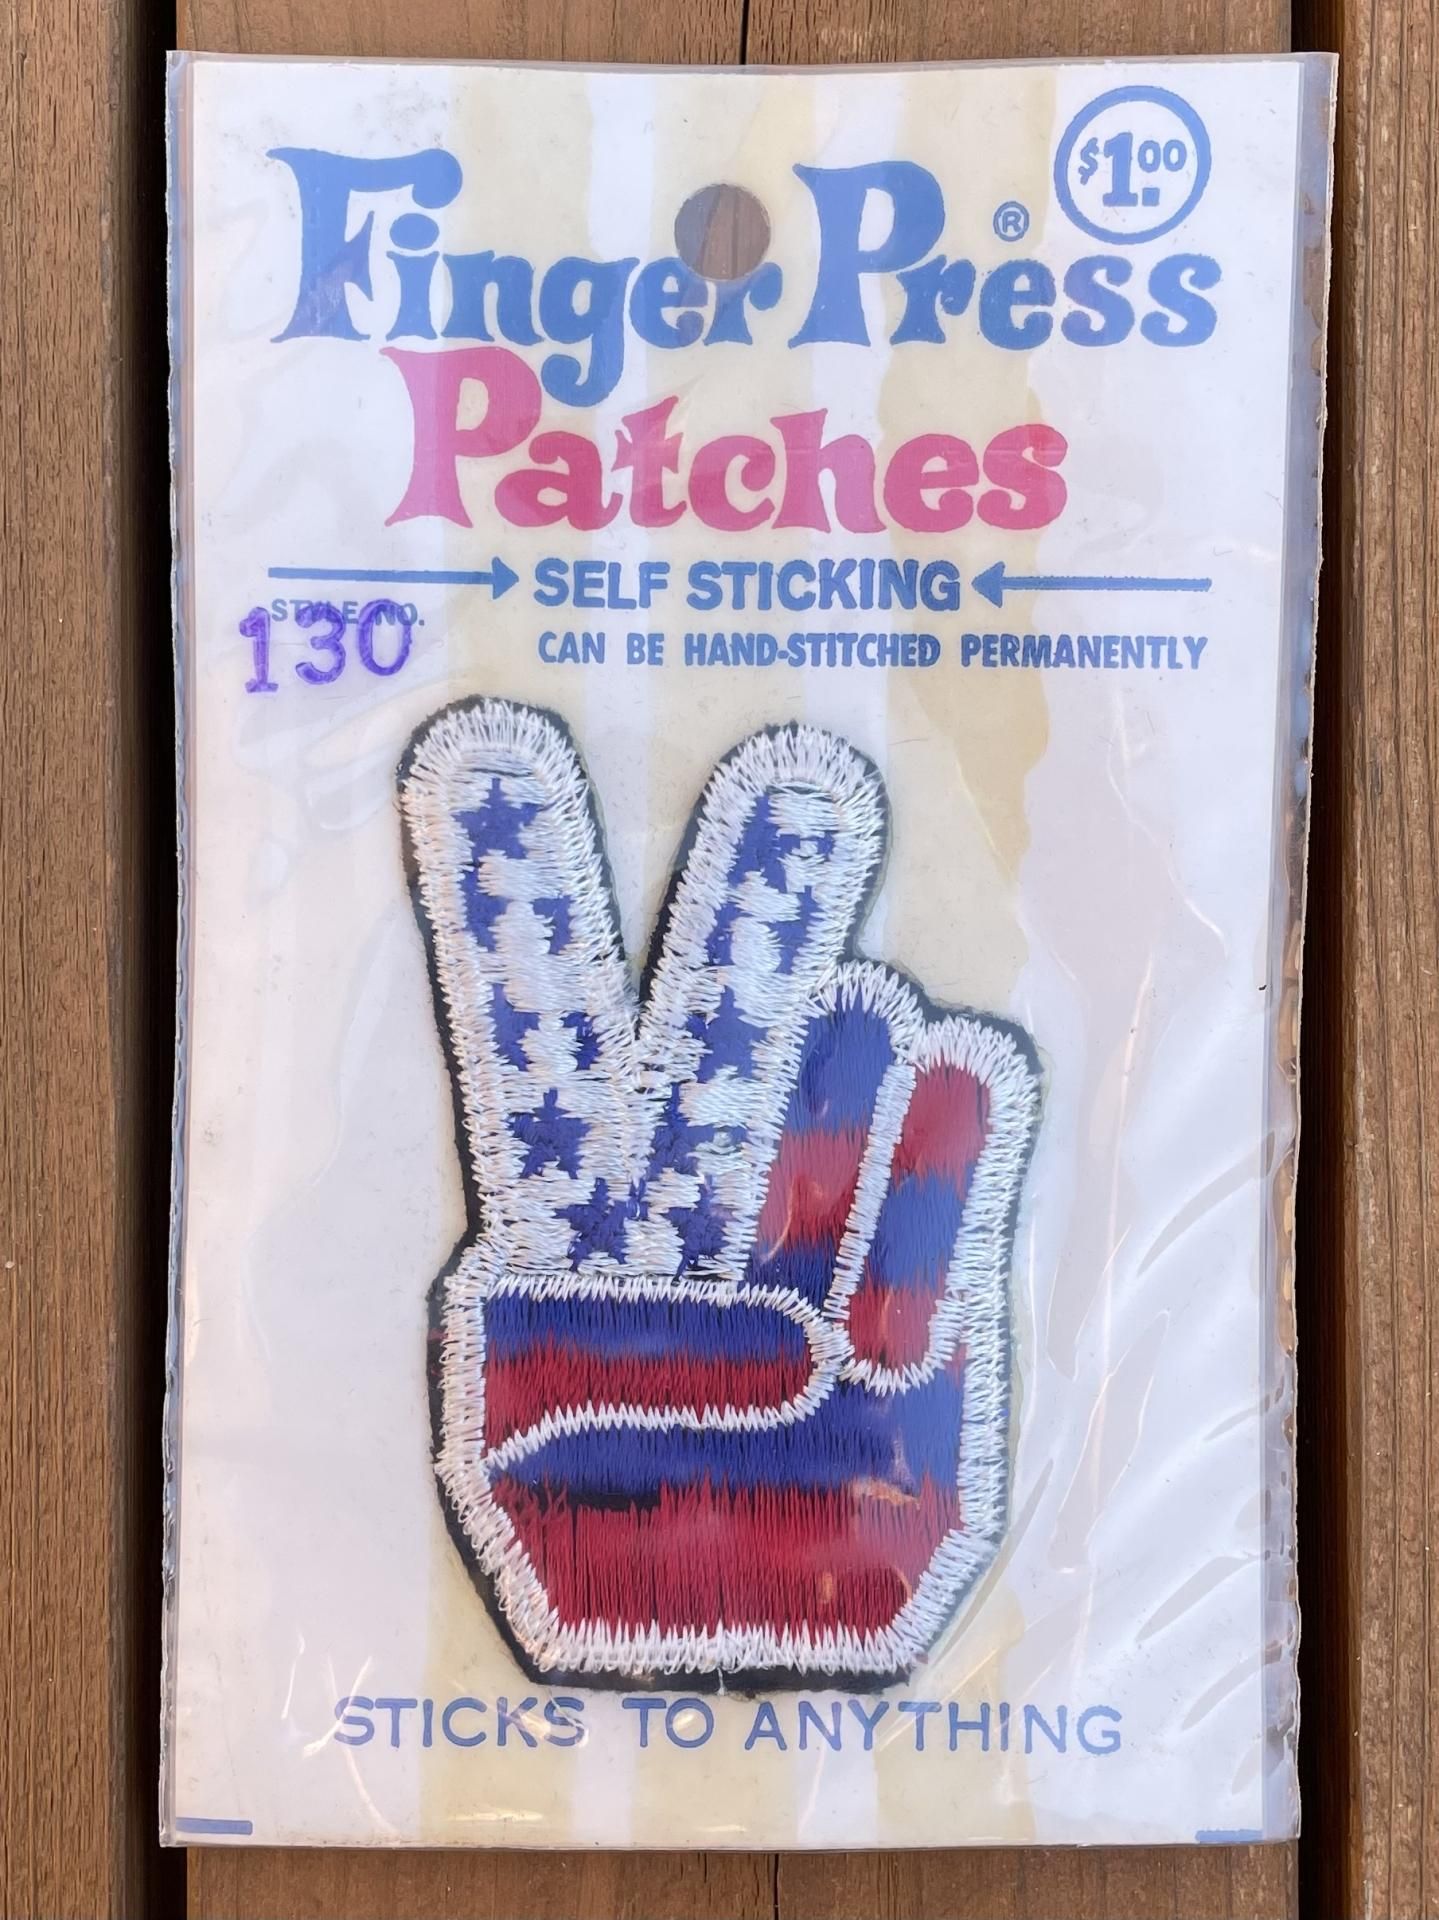 $1.00
Finger Press ®
Patches
SELF STICKING
STYLE NO.
130
CAN BE HAND-STITCHED PERMANENTLY
STICKS TO ANYTHING